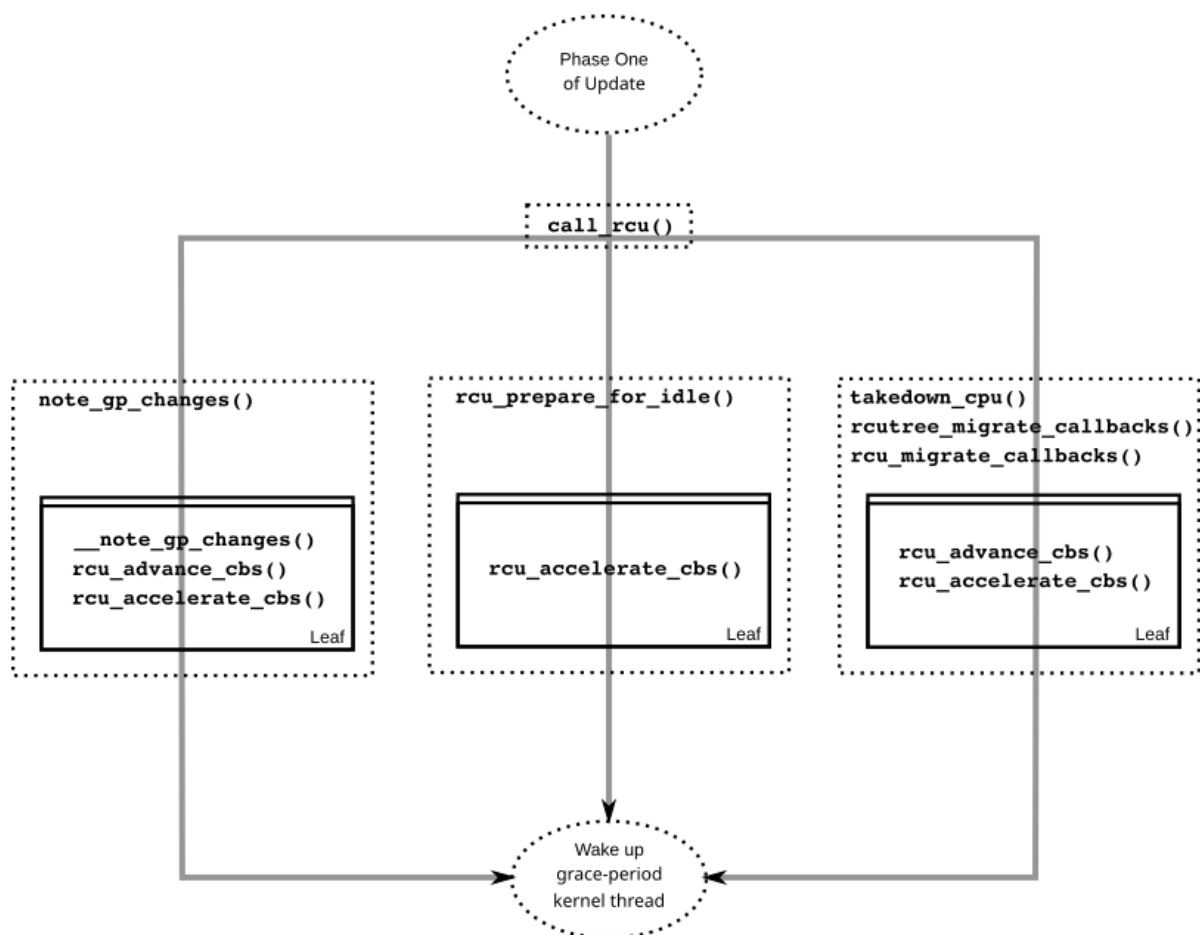 Phase One
of Update
call_rcu()
note_gp_changes()
__note_gp_changes()
rcu_advance_cbs()
rcu_accelerate_cbs()
Leaf
rcu_prepare_for_idle()
rcu_accelerate_cbs()
Leaf
takedown_cpu()
rcutree_migrate_callbacks()
rcu_migrate_callbacks()
rcu_advance_cbs()
rcu_accelerate_cbs()
Leaf
Wake up
grace-period
kernel thread